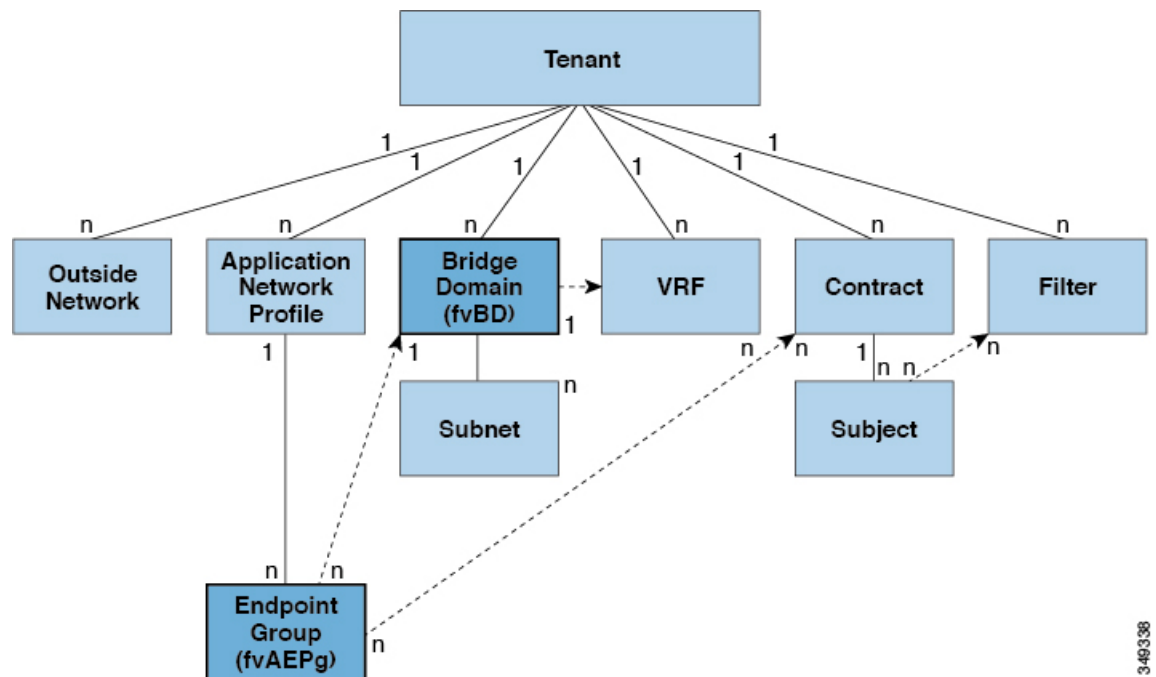 Tenant
1
1
1
1
1
1
n
n
n
n
n
n
Outside
Network
Application
Network
Profile
Bridge
Domain
(fvBD)
VRF
Contract
Filter
1
1
1
n
n
1
n
n
n
Subnet
n
Subject
n
n
Endpoint
Group
(fvAEPg)
n
349338